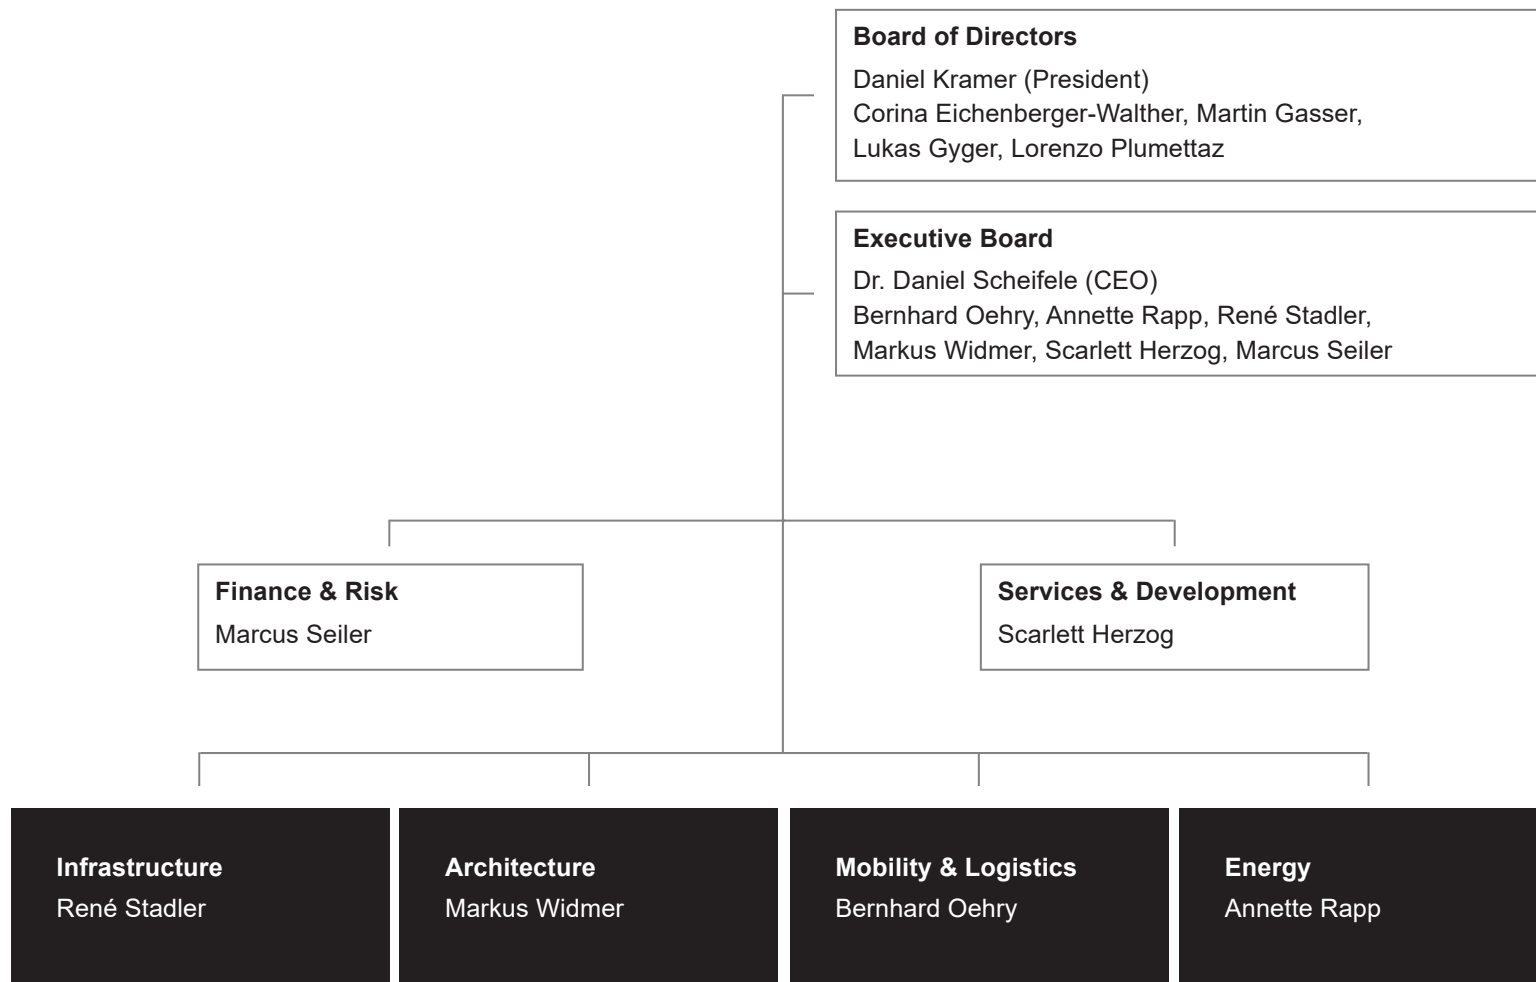 Board of Directors
Daniel Kramer (President)
Corina Eichenberger-Walther, Martin Gasser,
Lukas Gyger, Lorenzo Plumettaz
Executive Board
Dr. Daniel Scheifele (CEO)
Bernhard Oehry, Annette Rapp, René Stadler,
Markus Widmer, Scarlett Herzog, Marcus Seiler
Finance & Risk
Marcus Seiler
Services & Development
Scarlett Herzog
Infrastructure
René Stadler
Architecture
Markus Widmer
Mobility & Logistics
Bernhard Oehry
Energy
Annette Rapp